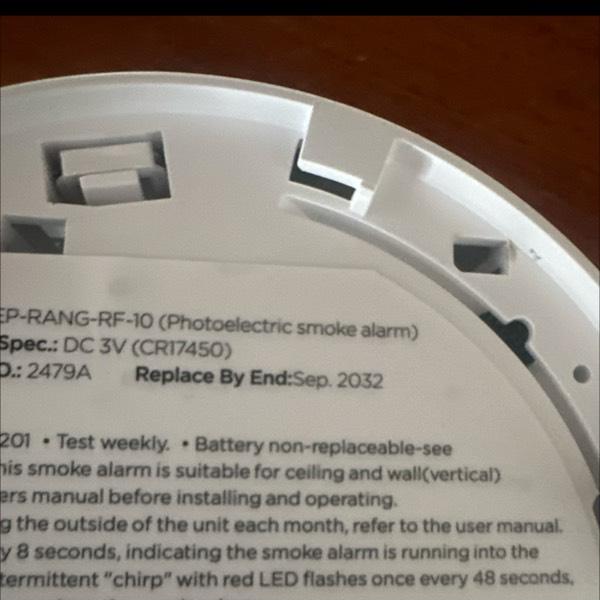 EP-RANG-RF-10 (Photoelectric smoke alarm)
Spec.: DC 3V (CR17450)
D.: 2479A Replace By End:Sep. 2032
201 • Test weekly. • Battery non-replaceable-see
his smoke alarm is suitable for ceiling and wall(vertical)
ers manual before installing and operating.
g the outside of the unit each month, refer to the user manual.
y 8 seconds, indicating the smoke alarm is running into the
termittent "chirp" with red LED flashes once every 48 seconds,